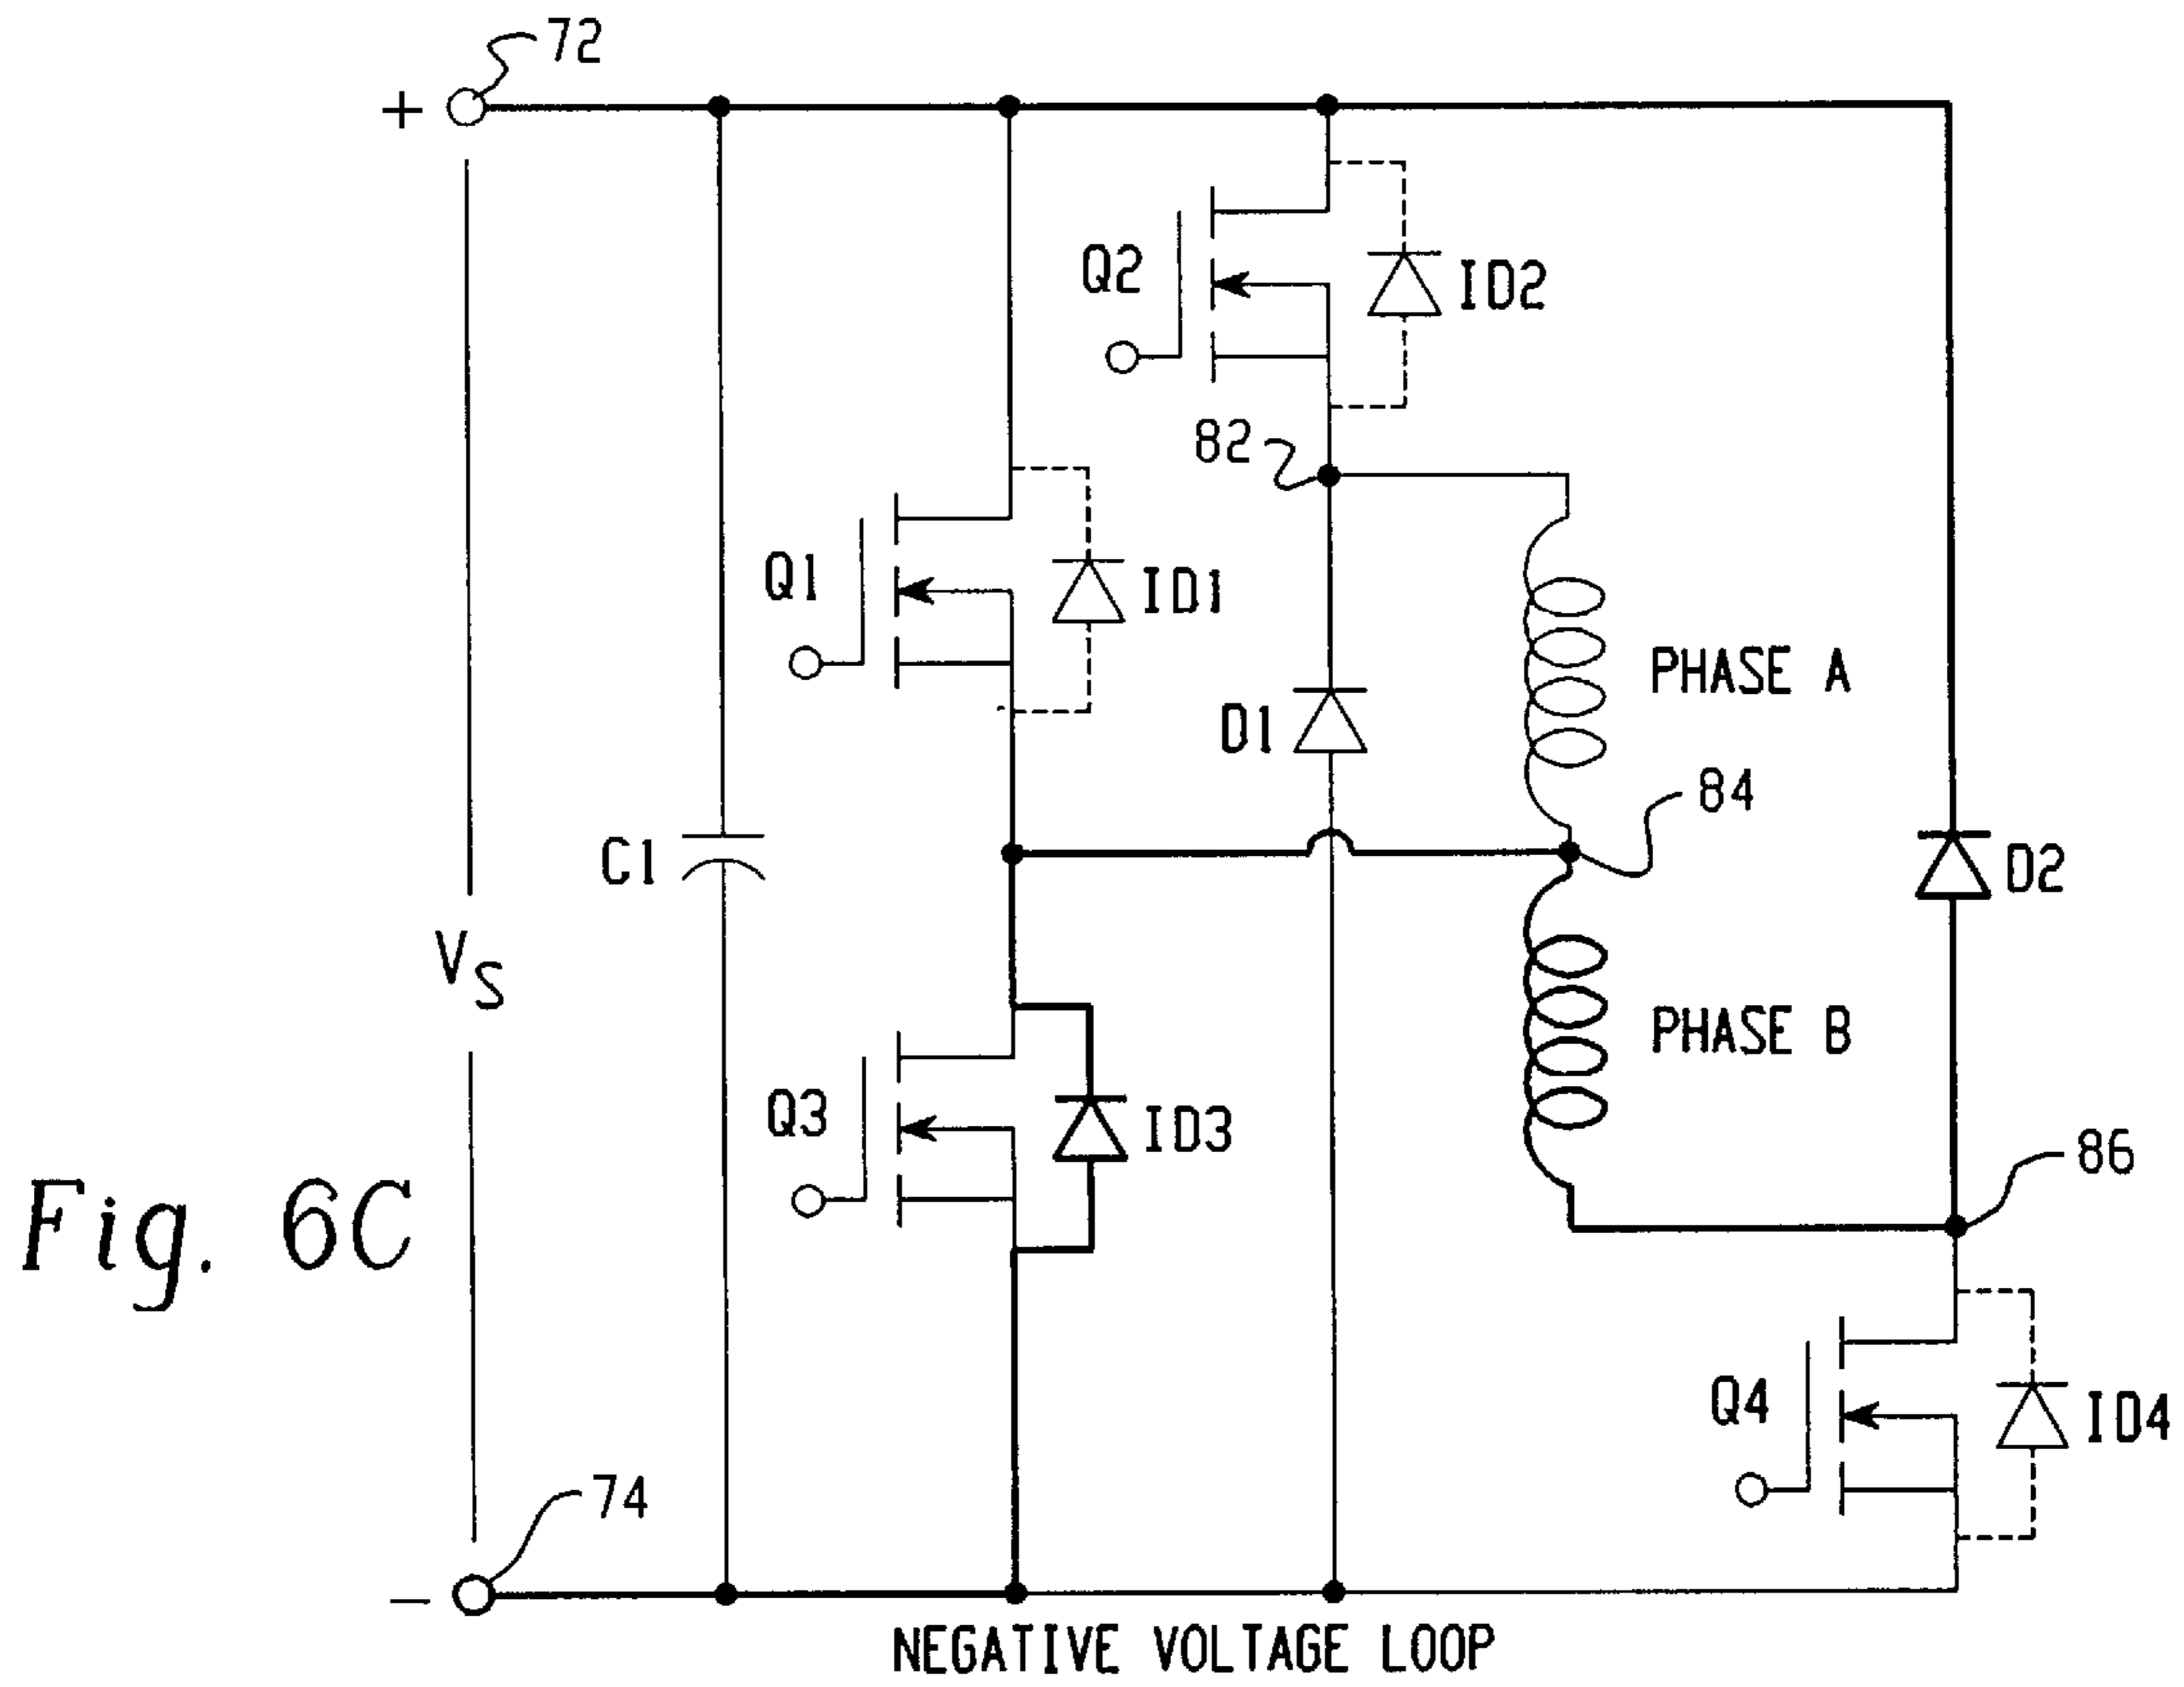 72
+
Q2
ID2
82
Q1
ID1
PHASE A
D1
84
C1
D2
VS
PHASE B
Q3
ID3
86
Fig. 6C
Q4
ID4
74
−
NEGATIVE VOLTAGE LOOP